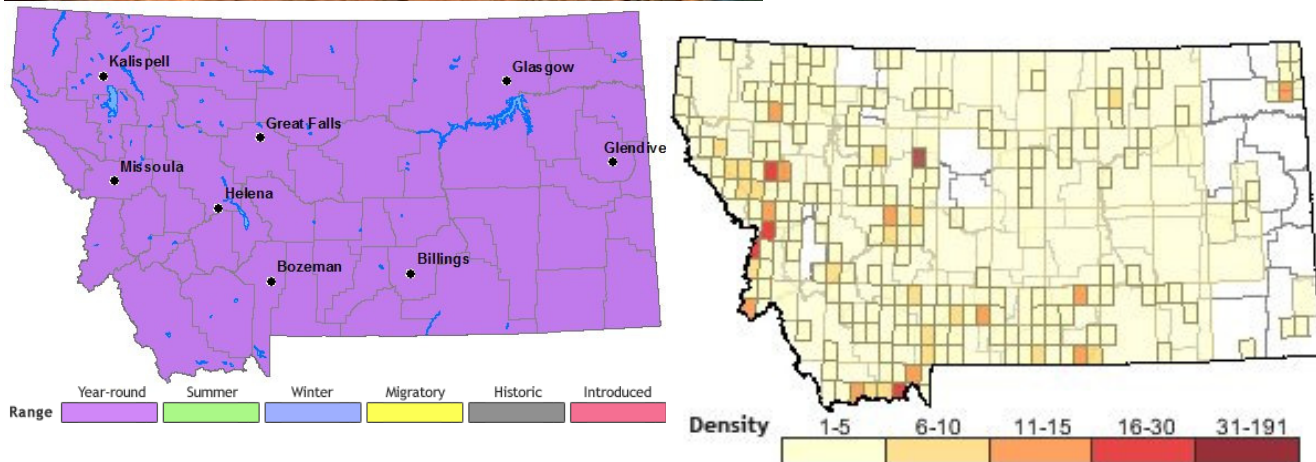 Kalispell
Glasgow
Great Falls
Glendive
Missoula
Helena
Bozeman
Billings
Year-round Summer Winter Migratory Historic Introduced
Range
Density 1-5 6-10 11-15 16-30 31-191